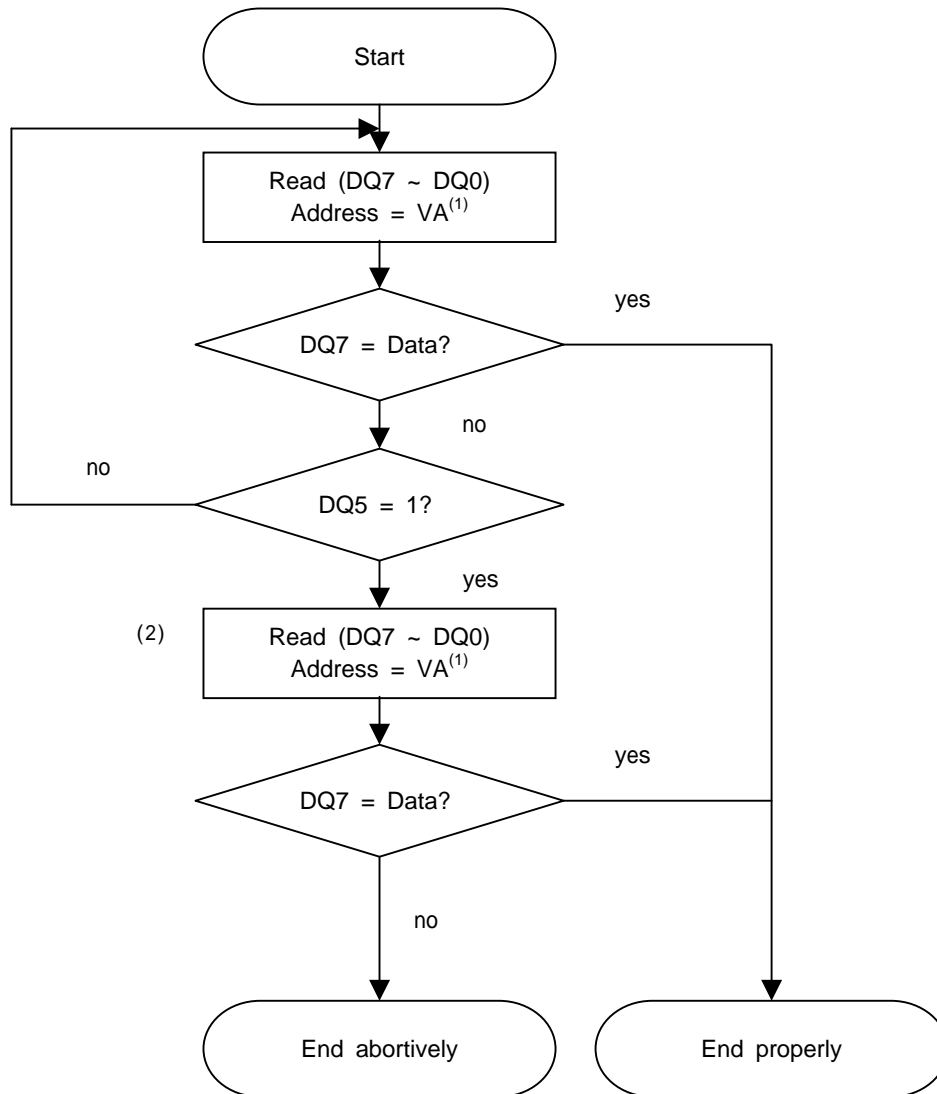 Start
Read (DQ7 ~ DQ0)
Address = VA(1)
yes
DQ7 = Data?
no
no
DQ5 = 1?
yes
(2)
Read (DQ7 ~ DQ0)
Address = VA(1)
yes
DQ7 = Data?
no
End abortively
End properly